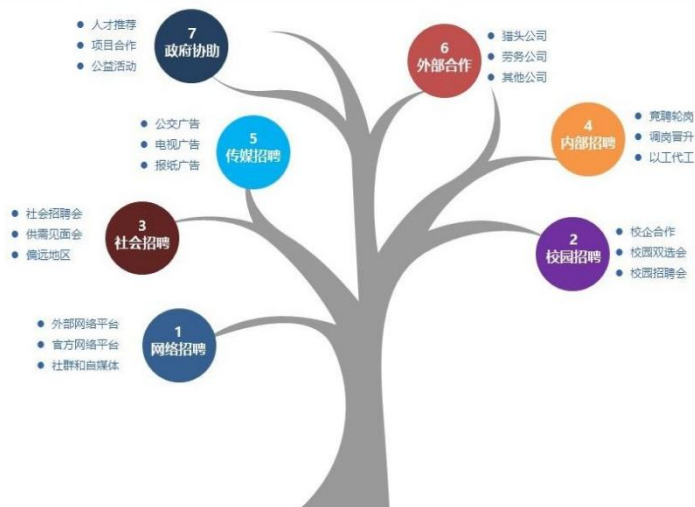 7
政府协助
人才推荐
项目合作
公益活动
6
外部合作
猎头公司
劳务公司
其他公司
5
传媒招聘
公交广告
电视广告
报纸广告
4
内部招聘
竞聘轮岗
调岗晋升
以工代工
3
社会招聘
社会招聘会
供需见面会
偏远地区
2
校园招聘
校企合作
校园双选会
校园招聘会
1
网络招聘
外部网络平台
官方网络平台
社群和自媒体